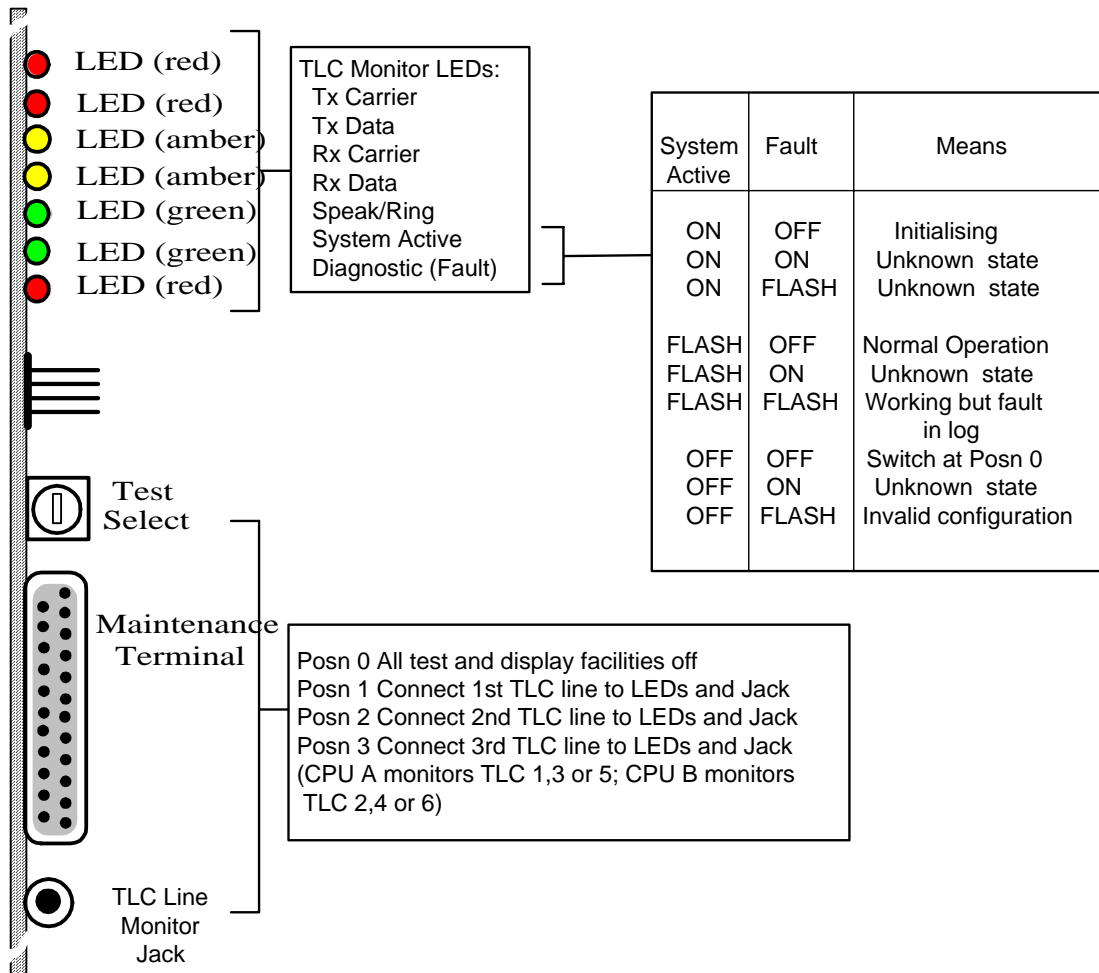 LED (red)
LED (red)
LED (amber)
LED (amber)
LED (green)
LED (green)
LED (red)
TLC Monitor LEDs:
Tx Carrier
Tx Data
Rx Carrier
Rx Data
Speak/Ring
System Active
Diagnostic (Fault)
System Active Fault Means
ON OFF Initialising
ON ON Unknown state
ON FLASH Unknown state
FLASH OFF Normal Operation
FLASH ON Unknown state
FLASH FLASH Working but fault
in log
OFF OFF Switch at Posn 0
OFF ON Unknown state
OFF FLASH Invalid configuration
Test
Select
Maintenance
Terminal
Posn 0 All test and display facilities off
Posn 1 Connect 1st TLC line to LEDs and Jack
Posn 2 Connect 2nd TLC line to LEDs and Jack
Posn 3 Connect 3rd TLC line to LEDs and Jack
(CPU A monitors TLC 1,3 or 5; CPU B monitors
TLC 2,4 or 6)
TLC Line
Monitor
Jack